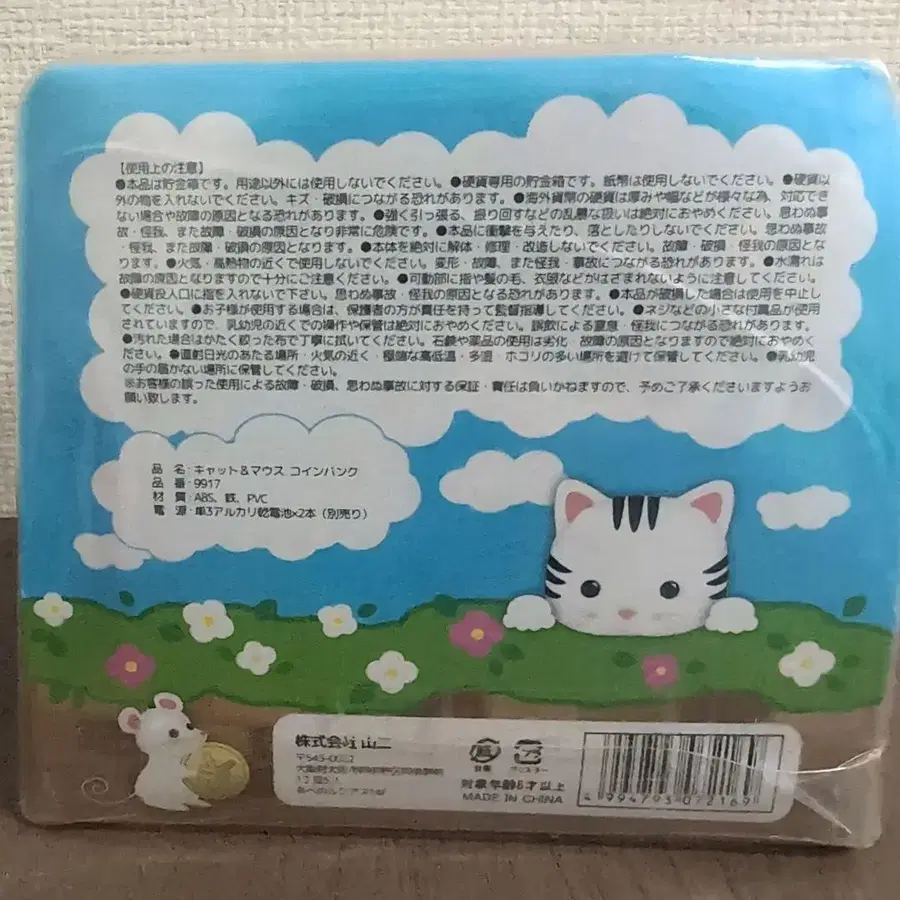 【使用上の注意】
●本品は貯金箱です。用途以外には使用しないでください。●硬貨専用の貯金箱です。紙幣は使用しないでください。●硬貨以
外の物を入れないでください。キズ・破損につながる恐れがあります。●海外貨幣の硬貨は厚みや幅などが様々な為、対応でき
ない場合や故障の原因となる恐れがあります。●強く引っ張る、振り回すなどの乱暴な扱いは絶対におやめください。思わぬ事
故・怪我、また故障・破損の原因となり非常に危険です。●本品に衝撃を与えたり、落としたりしないでください。思わぬ事故
・怪我、また故障・破損の原因となります。●本体を絶対に解体・修理・改造しないでください。故障・破損・怪我の原因とな
ります。●火気・高熱物の近くで使用しないでください。変形・故障、また怪我・事故につながる恐れがあります。●水濡れは
故障の原因となりますので十分にご注意ください。●可動部に指や髪の毛、衣服などがはさまれないように注意してください。
●硬貨投入口に指を入れないで下さい。思わぬ事故・怪我の原因となる恐れがあります。●本品が破損した場合は使用を中止し
てください。●お子様が使用する場合は、保護者の方が責任を持って監督指導してください。●ネジなどの小さな付属品が使用
されていますので、乳幼児の近くでの操作や保管は絶対におやめください。誤飲による窒息・怪我につながる恐れがあります。
●汚れた場合はかたく絞った布で丁寧に拭いてください。石鹸や薬品の使用は劣化・故障の原因となりますので絶対におやめく
ださい。●直射日光のあたる場所・火気の近く・極端な高低温・多湿・ホコリの多い場所を避けて保管してください。●乳幼児
の手の届かない場所に保管してください。
※お客様の誤った使用による故障・破損、思わぬ事故に対する保証・責任は負いかねますので、予めご了承くださいますようお
願い致します。
品 名：キャット＆マウス コインバンク
品 番：9917
材 質：ABS、鉄、PVC
電 源：単3アルカリ乾電池×2本（別売り）
株式会社
〒545-
対象年齢6才以上
MADE IN CHINA
4 994793 072169